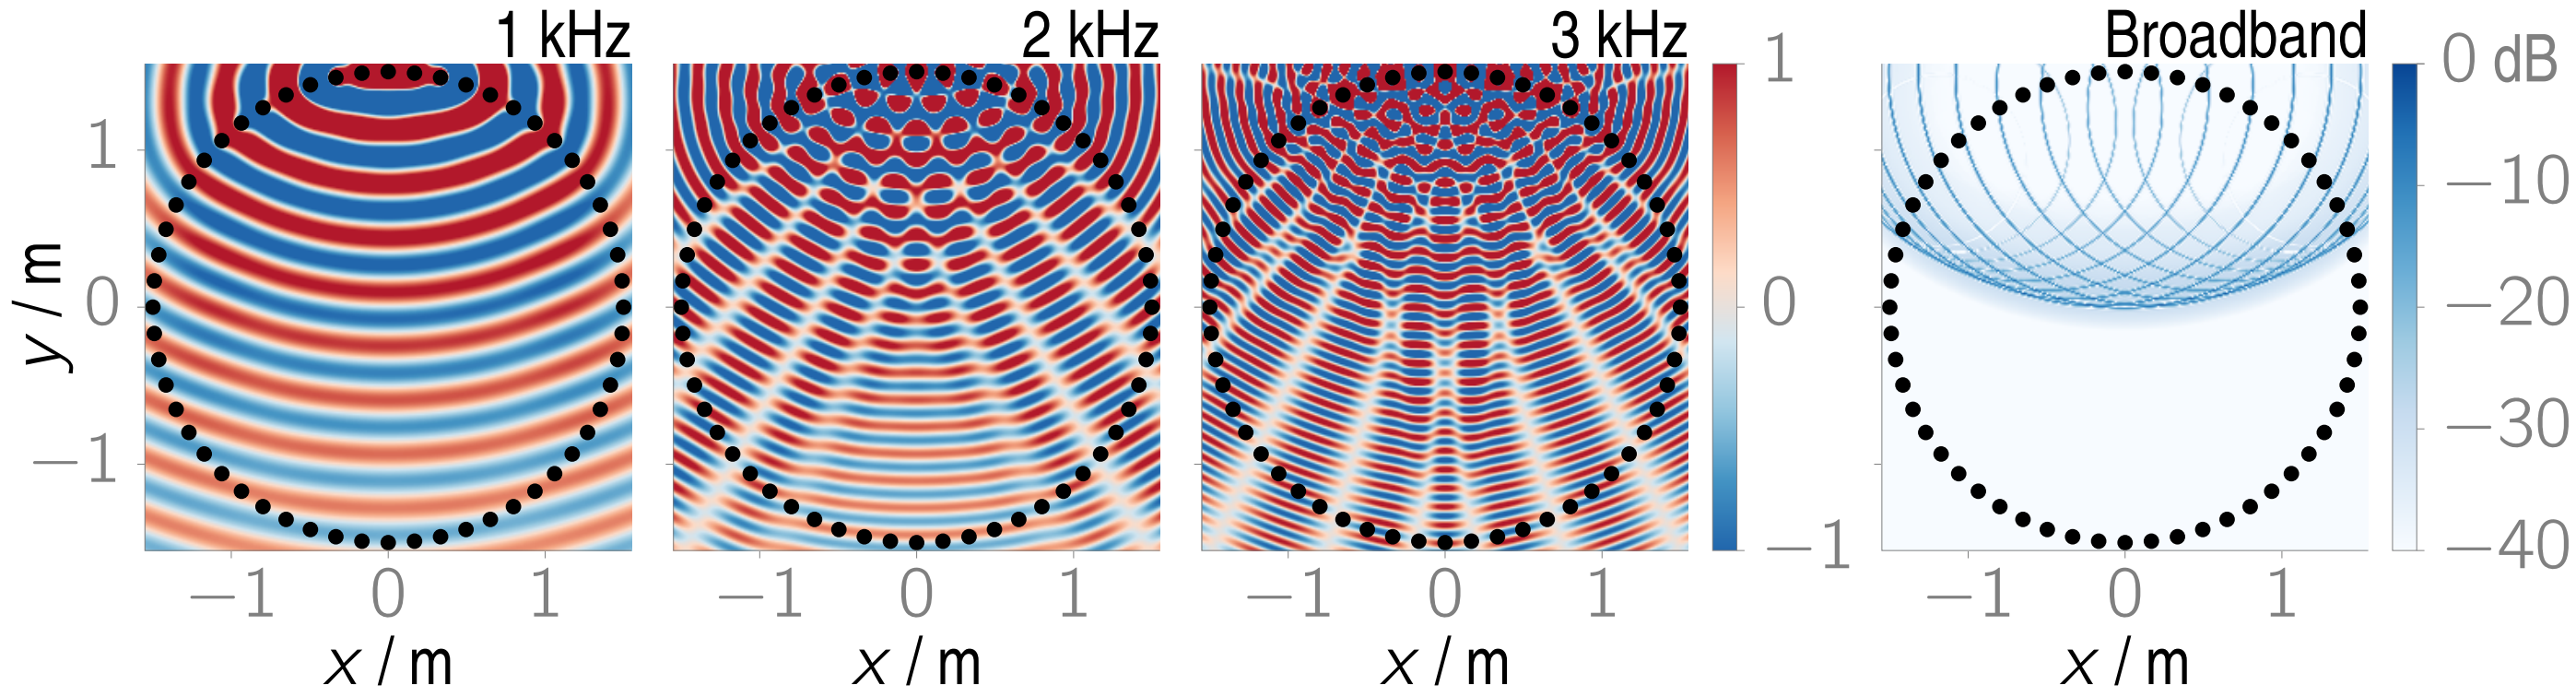 1 kHz
2 kHz
3 kHz
Broadband
1
0
−1
0 dB
−10
−20
−30
−40
y / m
1
0
−1
−1 0 1
−1 0 1
−1 0 1
−1 0 1
x / m
x / m
x / m
x / m